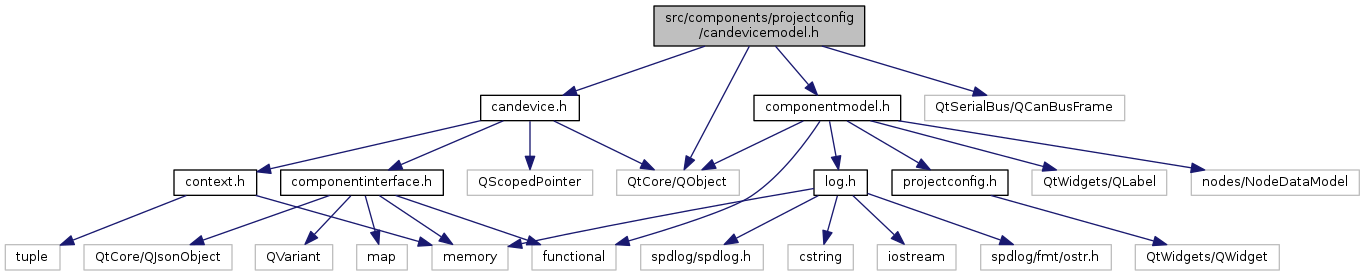 src/components/projectconfig
/candevicemodel.h
candevice.h
componentmodel.h
QtSerialBus/QCanBusFrame
context.h
componentinterface.h
QScopedPointer
QtCore/QObject
log.h
projectconfig.h
QtWidgets/QLabel
nodes/NodeDataModel
tuple
QtCore/QJsonObject
QVariant
map
memory
functional
spdlog/spdlog.h
cstring
iostream
spdlog/fmt/ostr.h
QtWidgets/QWidget